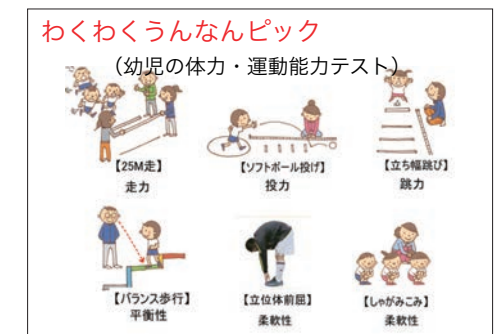 わくわくうんなんピック
（幼児の体力・運動能力テスト）
【25M走】
走力
【ソフトボール投げ】
投力
【立ち幅跳び】
跳力
【バランス歩行】
平衡性
【立位体前屈】
柔軟性
【しゃがみこみ】
柔軟性